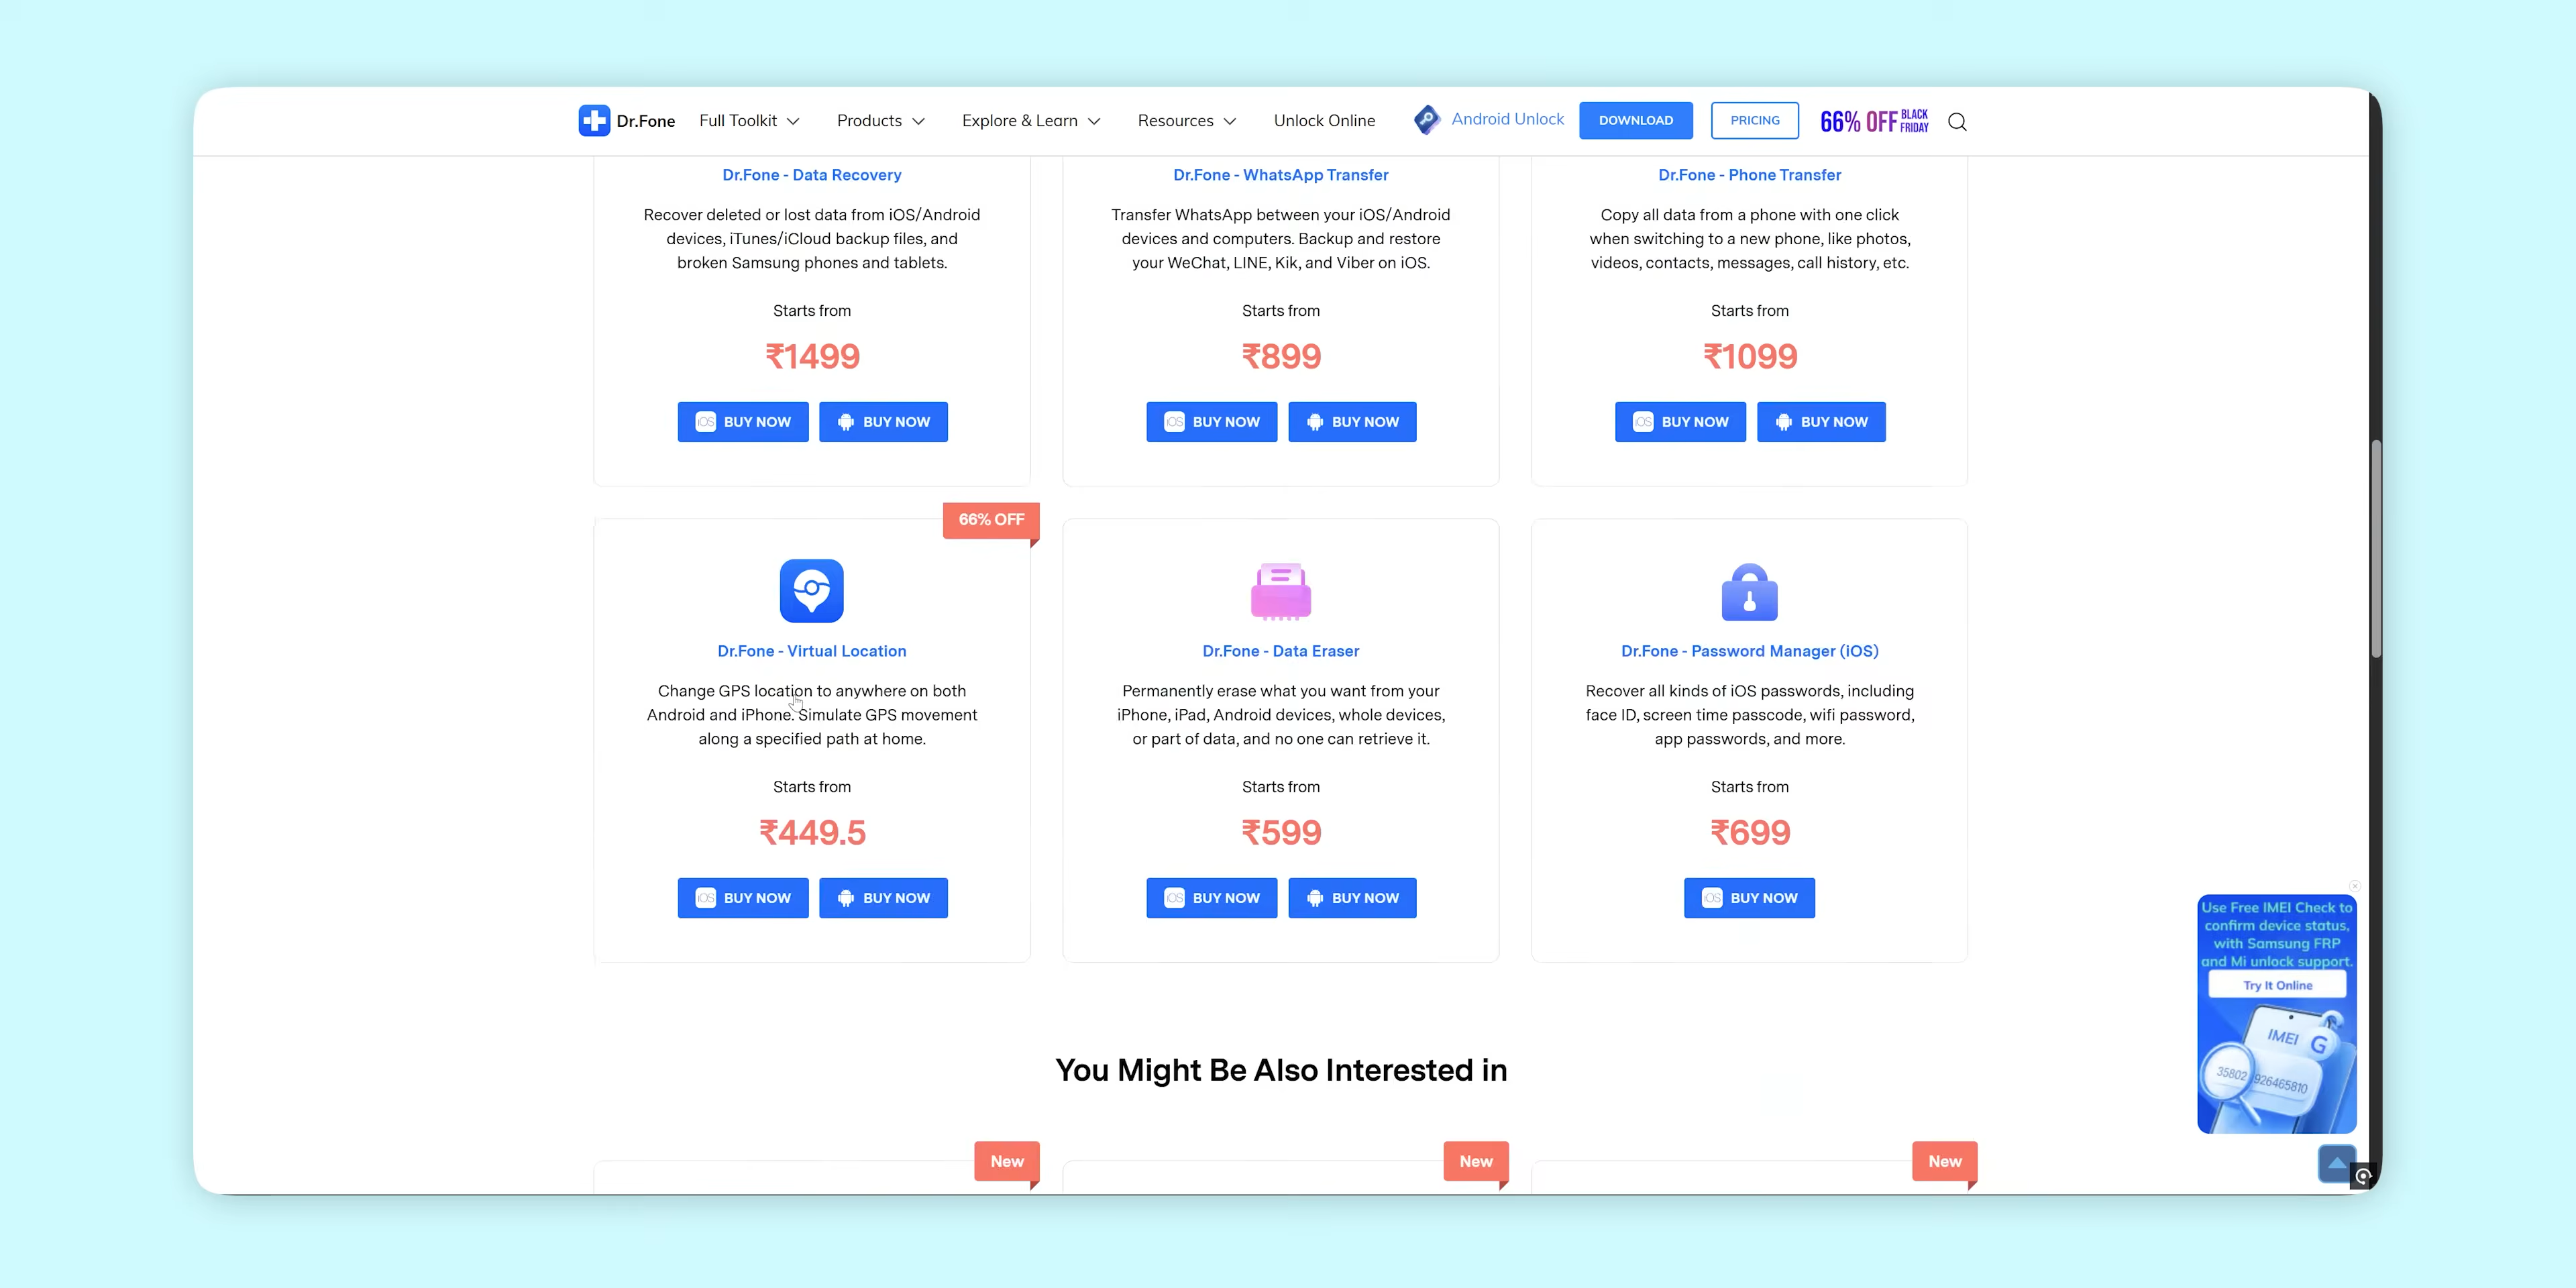 Dr.Fone Full Toolkit Products Explore & Learn Resources Unlock Online Android Unlock DOWNLOAD PRICING 66% OFF BLACK FRIDAY
Dr.Fone - Data Recovery
Recover deleted or lost data from iOS/Android
devices, iTunes/iCloud backup files, and
broken Samsung phones and tablets.
Starts from
₹1499
iOS BUY NOW BUY NOW
Dr.Fone - WhatsApp Transfer
Transfer WhatsApp between your iOS/Android
devices and computers. Backup and restore
your WeChat, LINE, Kik, and Viber on iOS.
Starts from
₹899
iOS BUY NOW BUY NOW
Dr.Fone - Phone Transfer
Copy all data from a phone with one click
when switching to a new phone, like photos,
videos, contacts, messages, call history, etc.
Starts from
₹1099
iOS BUY NOW BUY NOW
66% OFF
Dr.Fone - Virtual Location
Change GPS location to anywhere on both
Android and iPhone. Simulate GPS movement
along a specified path at home.
Starts from
₹449.5
iOS BUY NOW BUY NOW
Dr.Fone - Data Eraser
Permanently erase what you want from your
iPhone, iPad, Android devices, whole devices,
or part of data, and no one can retrieve it.
Starts from
₹599
iOS BUY NOW BUY NOW
Dr.Fone - Password Manager (iOS)
Recover all kinds of iOS passwords, including
face ID, screen time passcode, wifi password,
app passwords, and more.
Starts from
₹699
iOS BUY NOW
Use Free IMEI Check to
confirm device status,
with Samsung FRP
and Mi unlock support.
Try It Online
IMEI G
35802 926465810
You Might Be Also Interested in
New New New